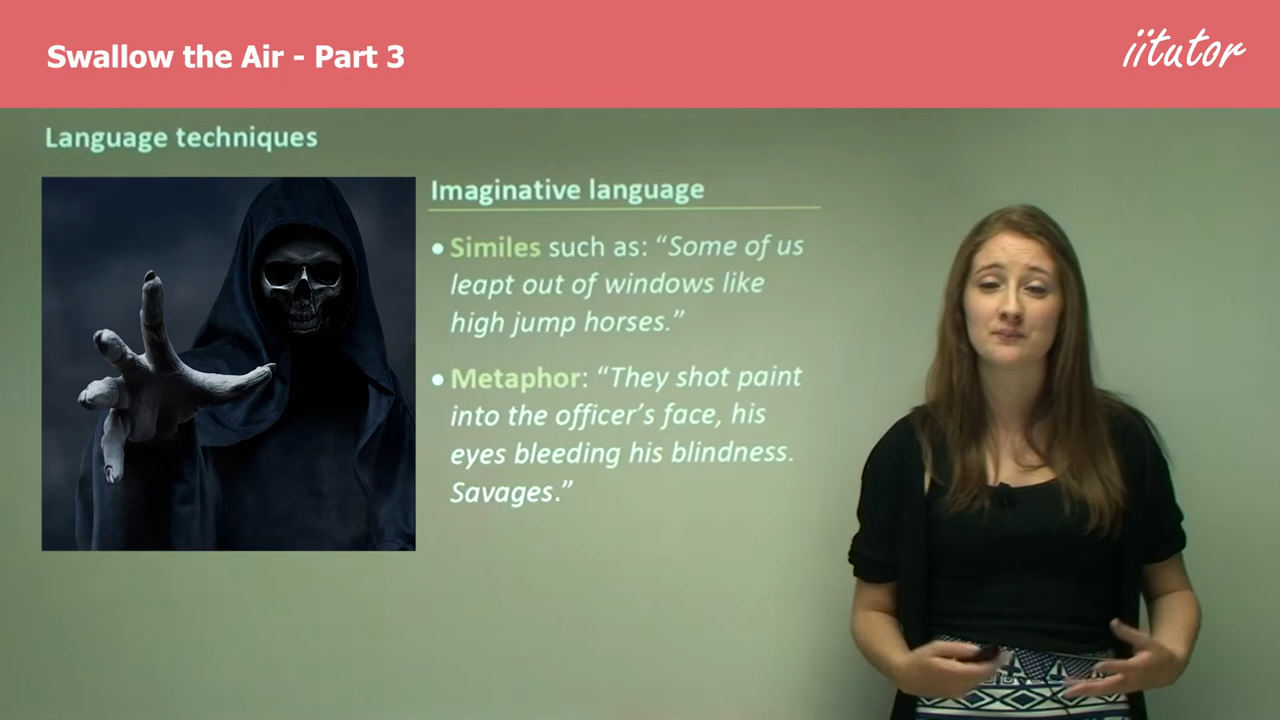 Swallow the Air - Part 3
iitutor
Language techniques
Imaginative language
• Similes such as: “Some of us
leapt out of windows like
high jump horses.”
• Metaphor: “They shot paint
into the officer’s face, his
eyes bleeding his blindness.
Savages.”